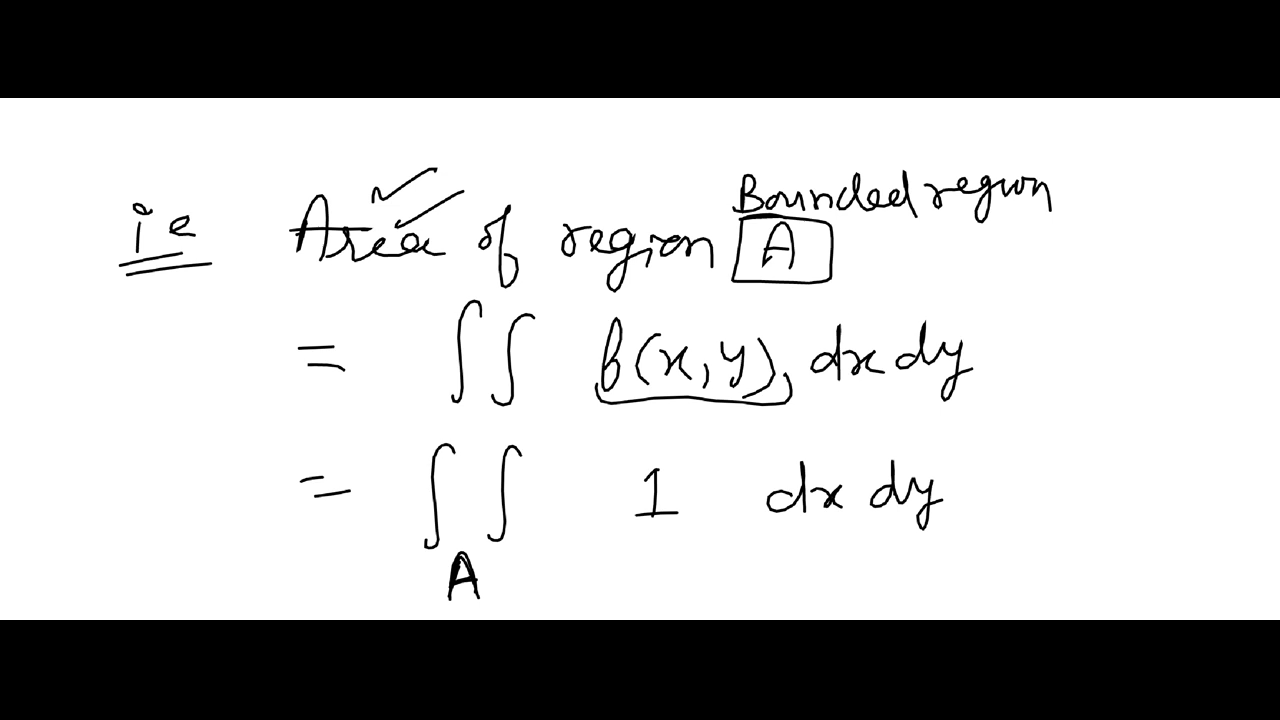 Bounded region
ie Area of region A
= ∫∫ f(x,y) dx dy
= ∫∫ 1 dx dy
A